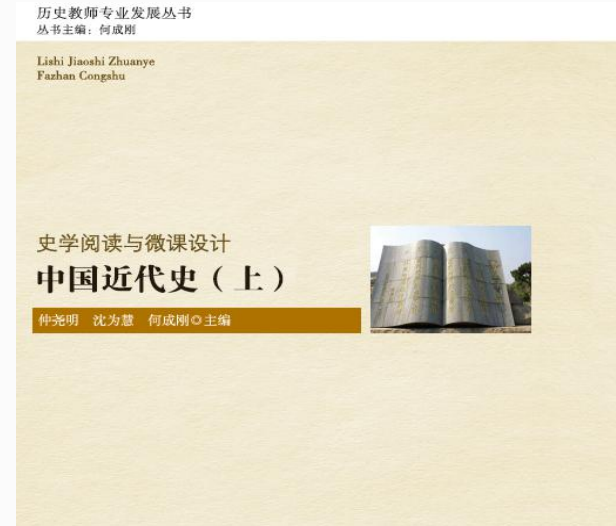 历史教师专业发展丛书
丛书主编：何成刚
Lishi Jiaoshi Zhuanye
Fazhan Congshu
史学阅读与微课设计
中国近代史（上）
仲尧明 沈为慧 何成刚◎主编